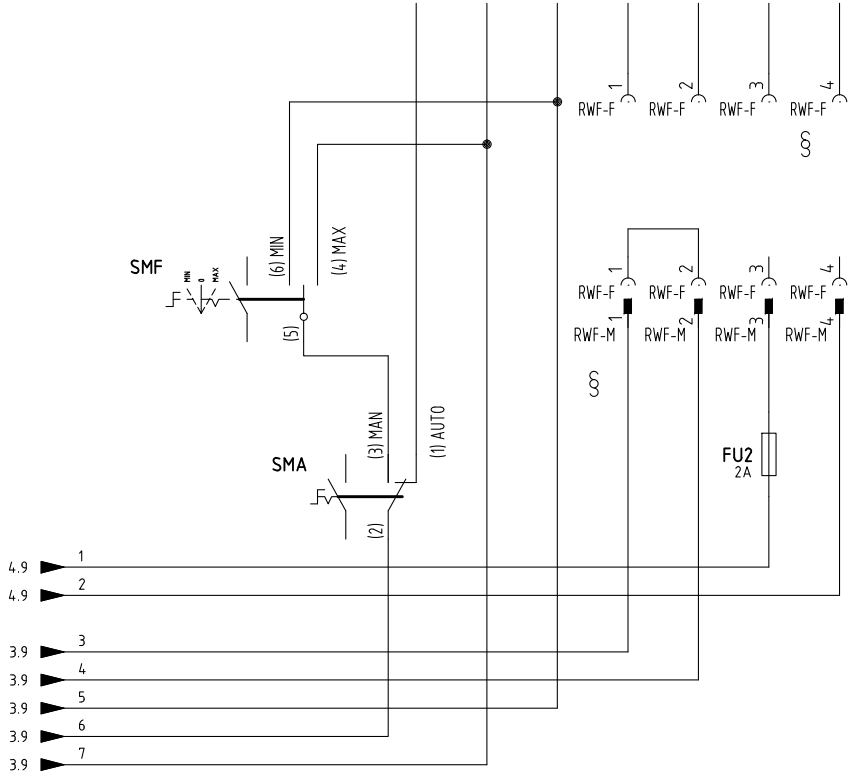 1 2 3 4
RWF-F RWF-F RWF-F RWF-F
§
(6) MIN
(4) MAX
SMF
MIN 0 MAX
(5)
1 2 3 4
RWF-F RWF-F RWF-F RWF-F
1 2 3 4
RWF-M RWF-M RWF-M RWF-M
§
(3) MAN
(1) AUTO
SMA
(2)
FU2
2A
4.9 1
4.9 2
3.9 3
3.9 4
3.9 5
3.9 6
3.9 7